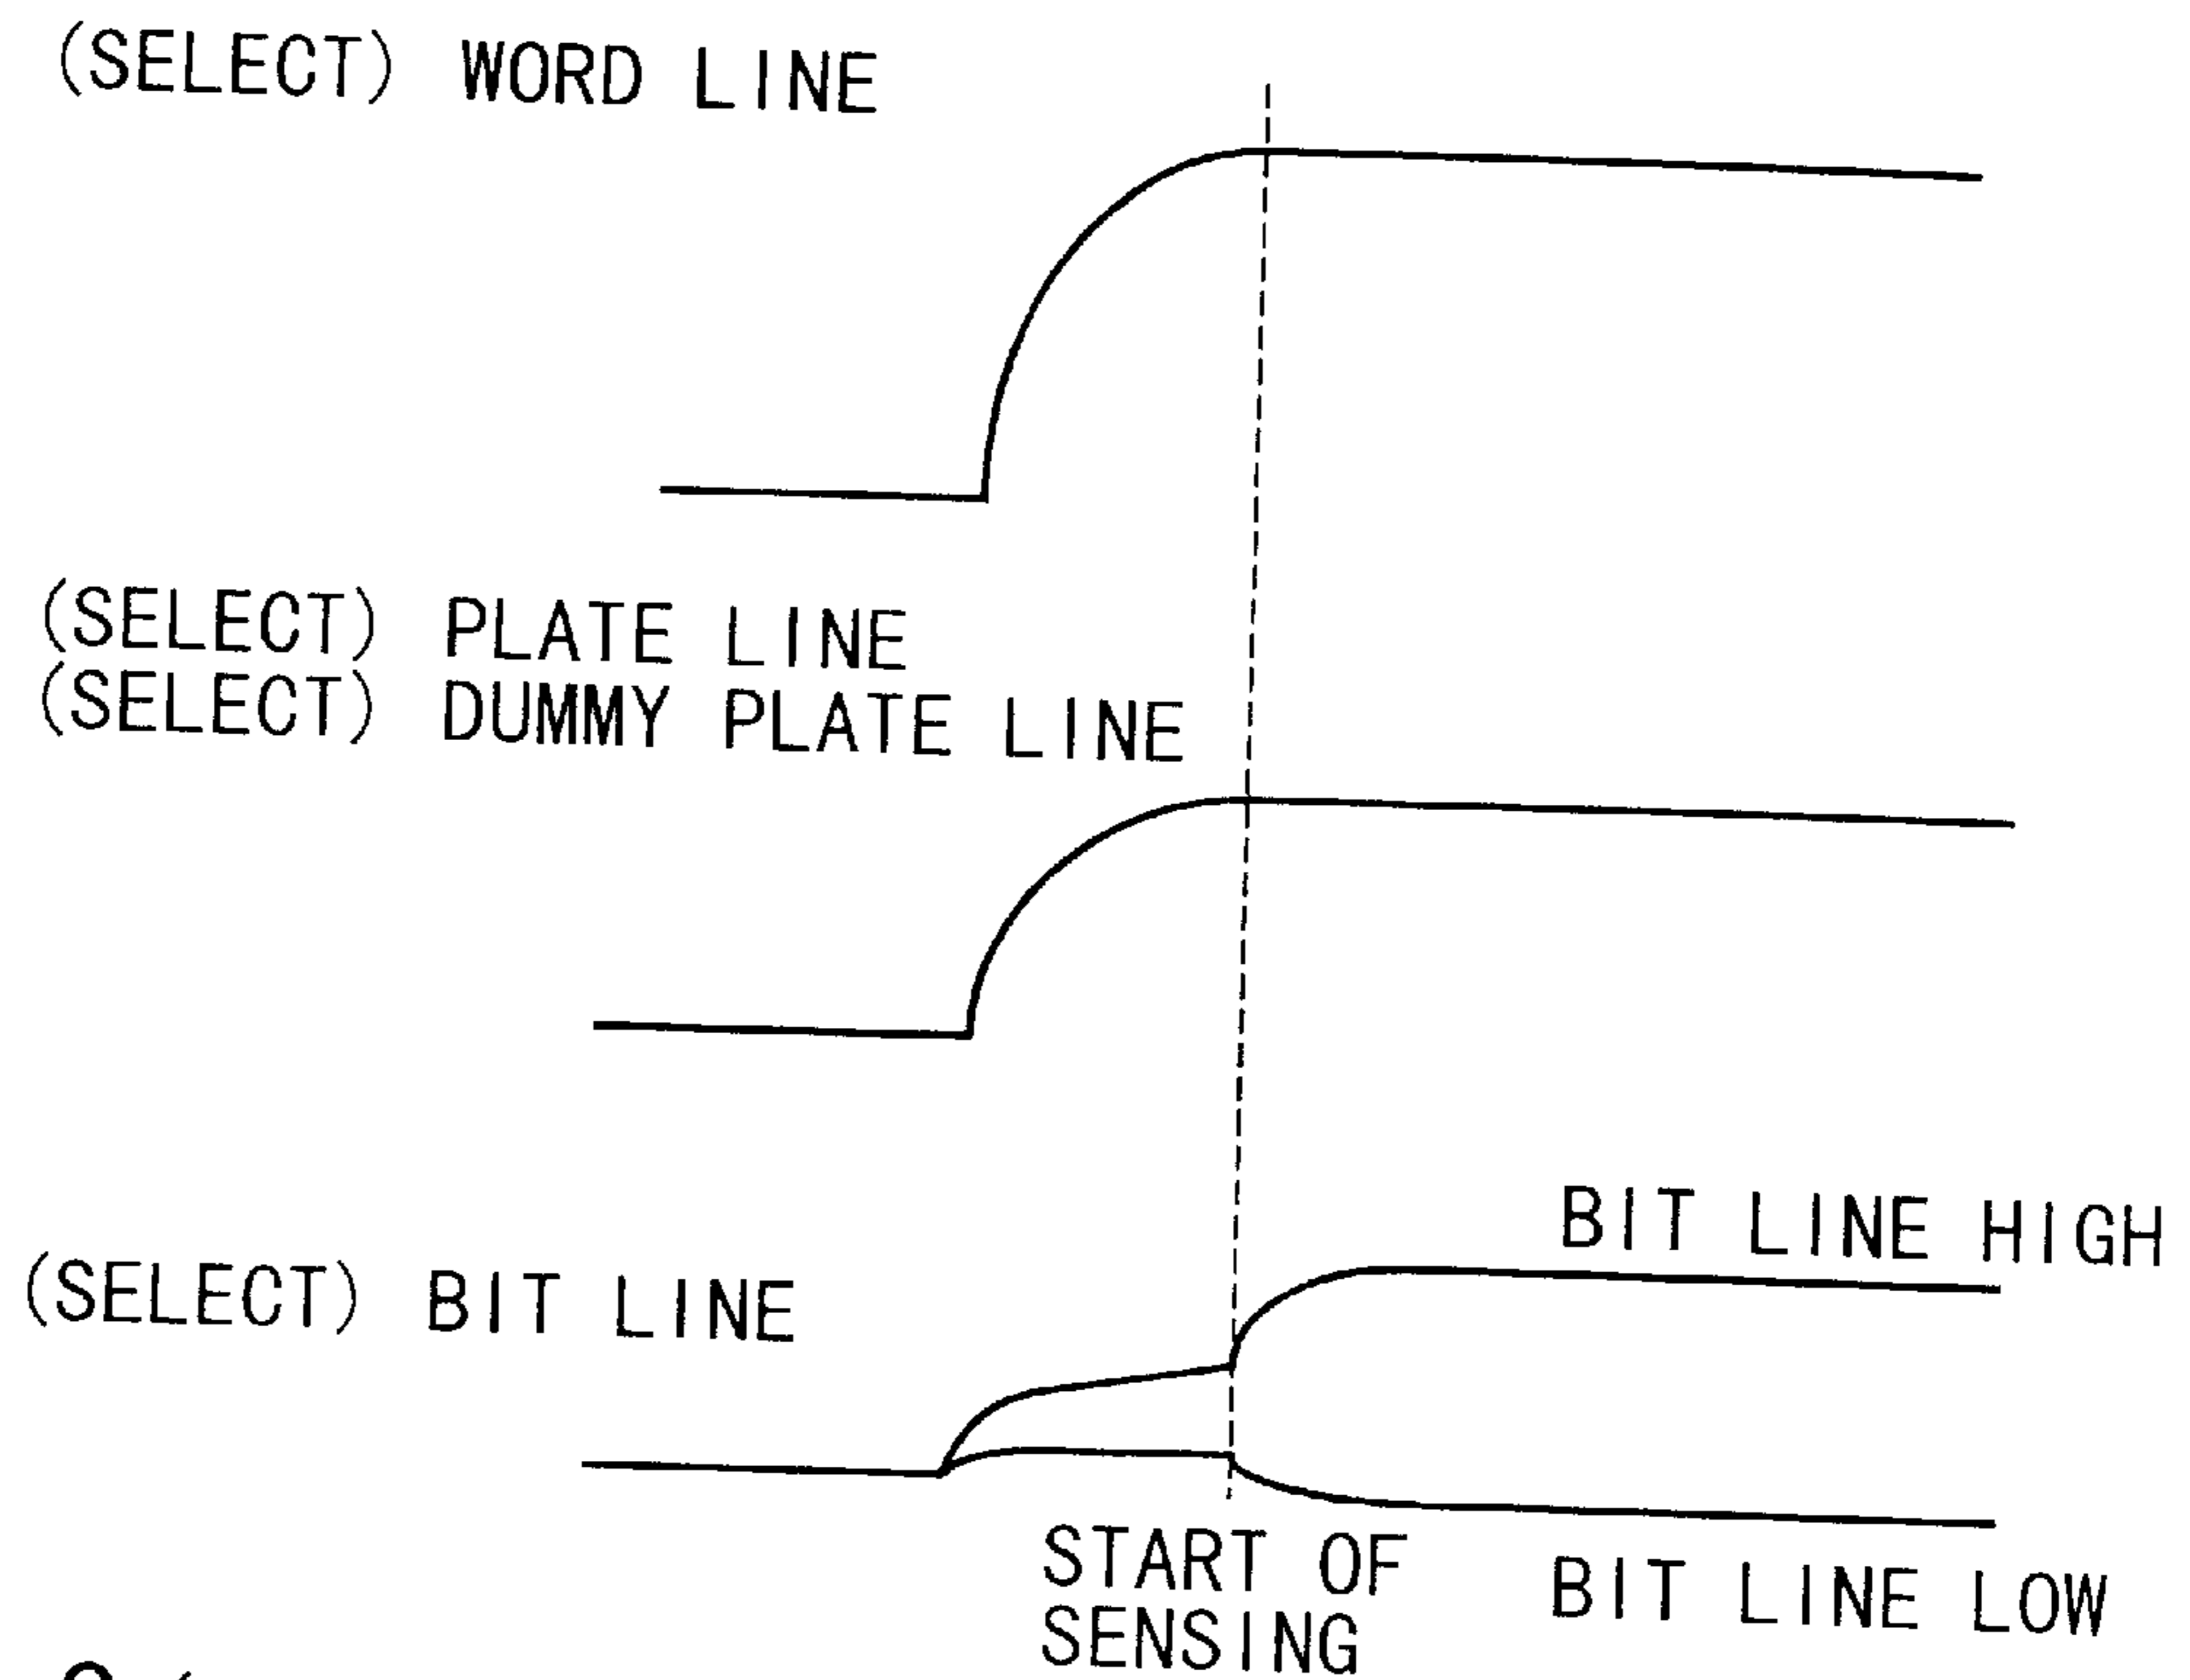 (SELECT) WORD LINE
(SELECT) PLATE LINE
(SELECT) DUMMY PLATE LINE
BIT LINE HIGH
(SELECT) BIT LINE
START OF
SENSING
BIT LINE LOW